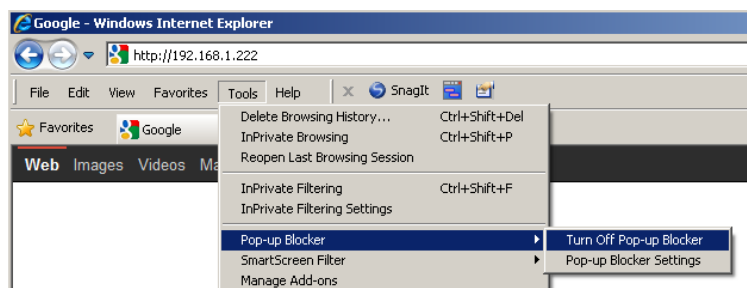 Google - Windows Internet Explorer
http://192.168.1.222
File Edit View Favorites Tools Help SnagIt
Favorites Google
Delete Browsing History... Ctrl+Shift+Del
InPrivate Browsing Ctrl+Shift+P
Reopen Last Browsing Session
Web Images Videos Ma
InPrivate Filtering Ctrl+Shift+F
InPrivate Filtering Settings
Pop-up Blocker Turn Off Pop-up Blocker
SmartScreen Filter Pop-up Blocker Settings
Manage Add-ons